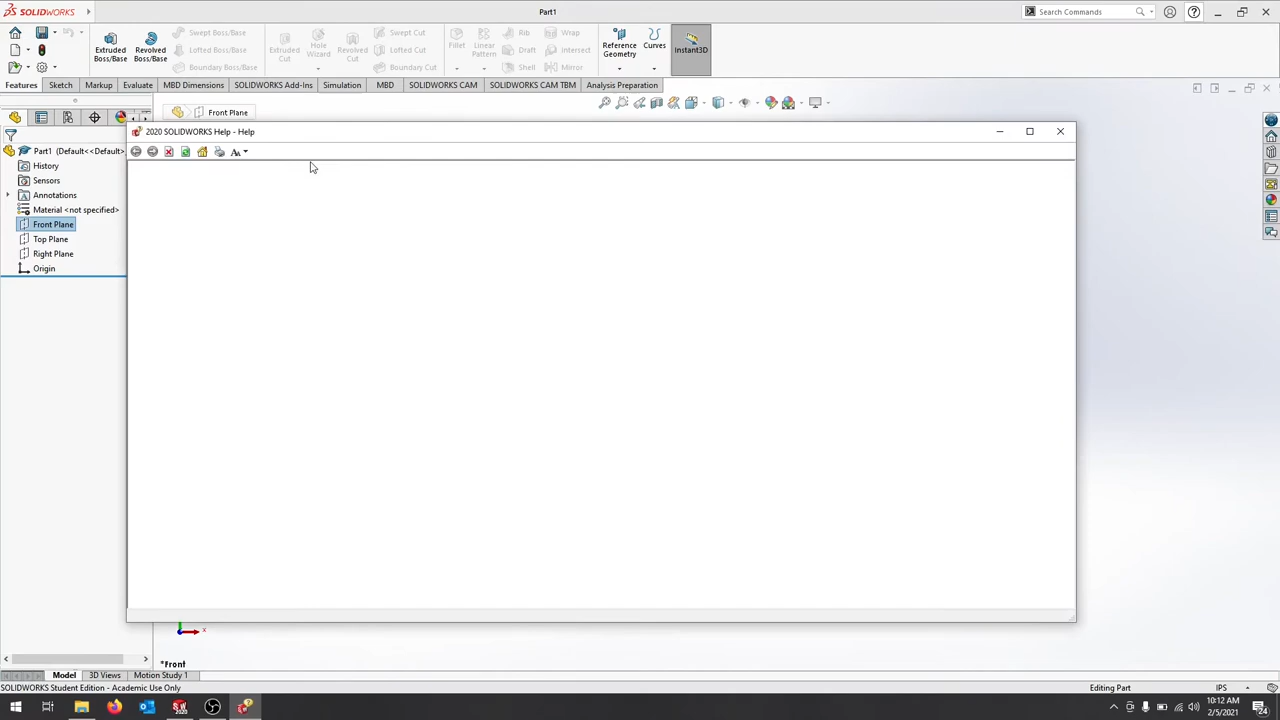 SOLIDWORKS
Part1
Search Commands
Extruded Boss/Base
Revolved Boss/Base
Swept Boss/Base
Lofted Boss/Base
Boundary Boss/Base
Extruded Cut
Hole Wizard
Revolved Cut
Swept Cut
Lofted Cut
Boundary Cut
Fillet
Linear Pattern
Rib
Draft
Shell
Wrap
Intersect
Mirror
Reference Geometry
Curves
Instant3D
Features
Sketch
Markup
Evaluate
MBD Dimensions
SOLIDWORKS Add-Ins
Simulation
MBD
SOLIDWORKS CAM
SOLIDWORKS CAM TBM
Analysis Preparation
Front Plane
2020 SOLIDWORKS Help - Help
Part1 (Default<<Default>
History
Sensors
Annotations
Material <not specified>
Front Plane
Top Plane
Right Plane
Origin
x
*Front
Model
3D Views
Motion Study 1
SOLIDWORKS Student Edition - Academic Use Only
Editing Part
IPS
10:12 AM
2/5/2021
24